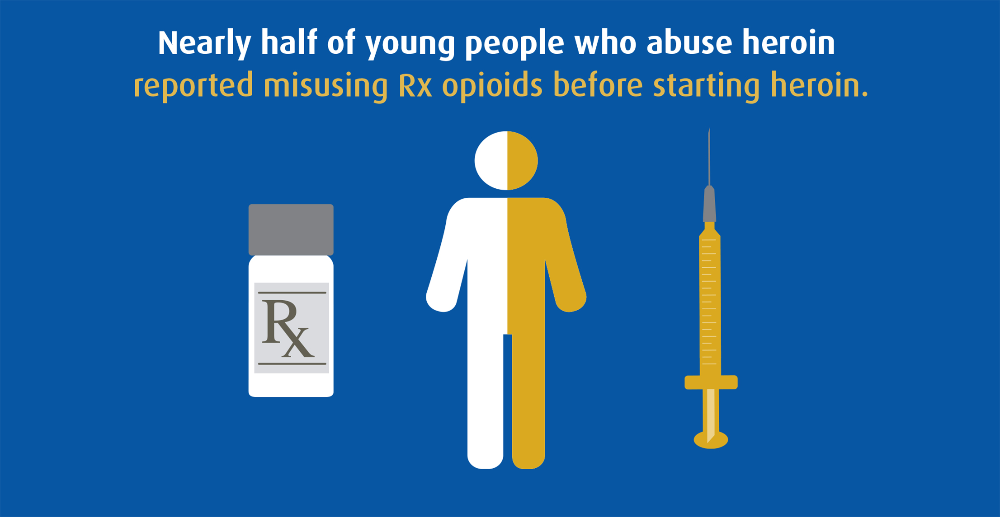 Nearly half of young people who abuse heroin
reported misusing Rx opioids before starting heroin.
Rx